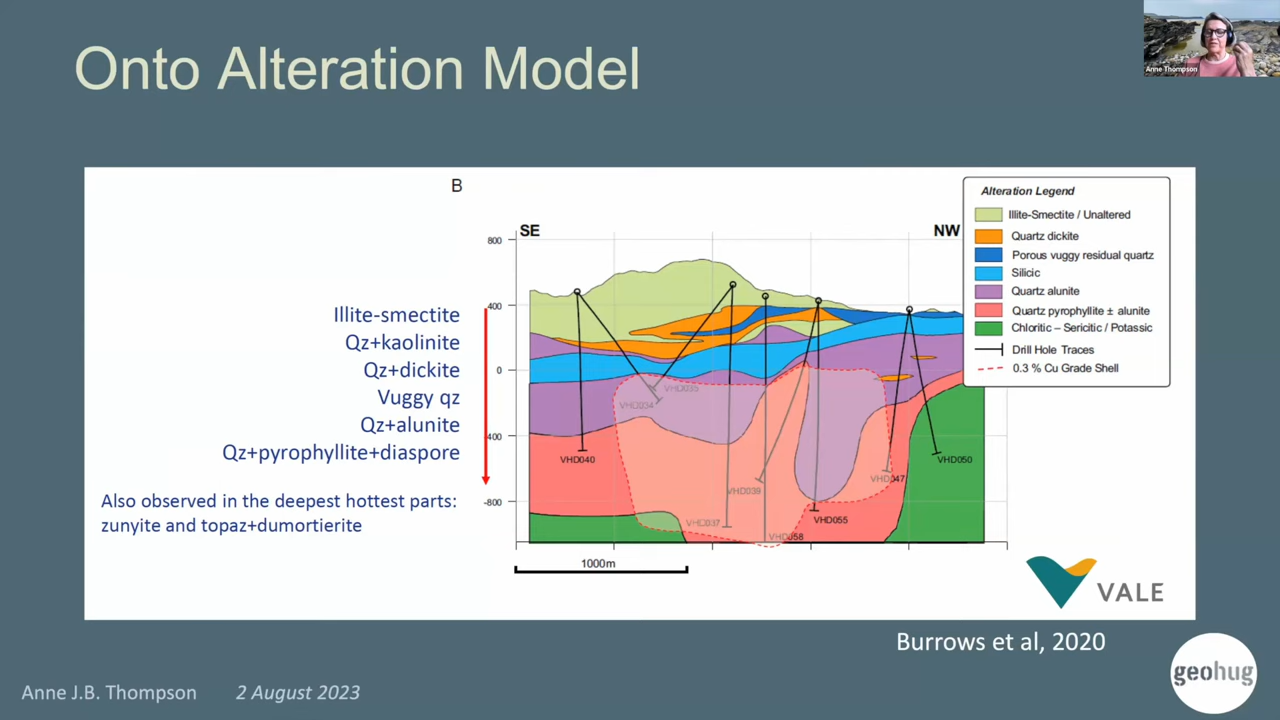 Onto Alteration Model
Anne Thompson
B
SE
NW
800
400
0
400
-800
Illite-smectite
Qz+kaolinite
Qz+dickite
Vuggy qz
Qz+alunite
Qz+pyrophyllite+diaspore
Also observed in the deepest hottest parts:
zunyite and topaz+dumortierite
VHD035
VHD034
VHD040
VHD039
VHD037
VHD058
VHD055
VHD047
VHD050
1000m
Alteration Legend
Illite-Smectite / Unaltered
Quartz dickite
Porous vuggy residual quartz
Silicic
Quartz alunite
Quartz pyrophyllite ± alunite
Chloritic – Sericitic / Potassic
Drill Hole Traces
0.3 % Cu Grade Shell
VALE
Burrows et al, 2020
geohug
Anne J.B. Thompson 2 August 2023